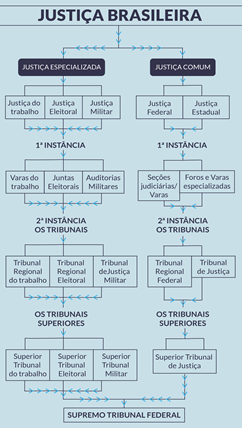 JUSTIÇA BRASILEIRA
JUSTIÇA ESPECIALIZADA
JUSTIÇA COMUM
Justiça do
trabalho
Justiça
Eleitoral
Justiça
Militar
Justiça
Federal
Justiça
Estadual
1ª INSTÂNCIA
1ª INSTÂNCIA
Varas do
trabalho
Juntas
Eleitorais
Auditorias
Militares
Seções
judiciárias/
Varas
Foros e Varas
especializadas
2ª INSTÂNCIA
OS TRIBUNAIS
2ª INSTÂNCIA
OS TRIBUNAIS
Tribunal
Regional
do trabalho
Tribunal
Regional
Eleitoral
Tribunal
deJustiça
Militar
Tribunal
Regional
Federal
Tribunal
de Justiça
OS TRIBUNAIS
SUPERIORES
OS TRIBUNAIS
SUPERIORES
Superior
Tribunal
do trabalho
Superior
Tribunal
Eleitoral
Superior
Tribunal
Militar
Superior Tribunal
de Justiça
SUPREMO TRIBUNAL FEDERAL